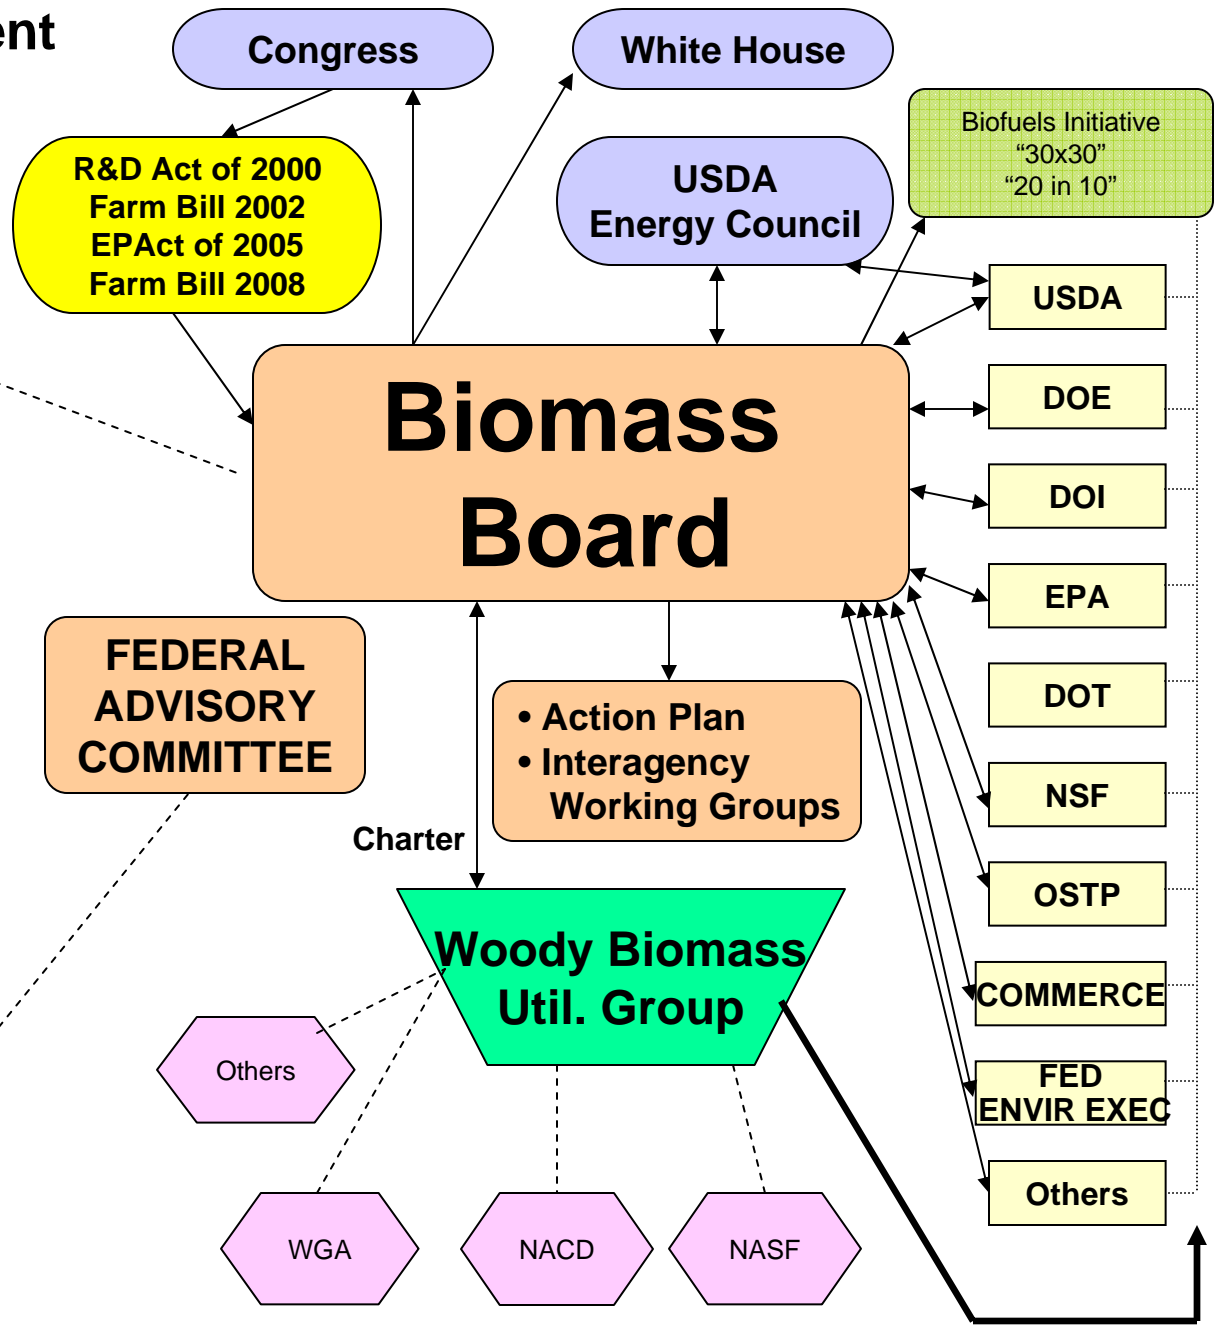 Congress
White House
R&D Act of 2000
Farm Bill 2002
EPAct of 2005
Farm Bill 2008
USDA
Energy Council
Biofuels Initiative
“30x30”
“20 in 10”
USDA
DOE
DOI
EPA
DOT
NSF
OSTP
COMMERCE
FED
ENVIR EXEC
Others
Biomass
Board
FEDERAL
ADVISORY
COMMITTEE
• Action Plan
• Interagency
Working Groups
Charter
Woody Biomass
Util. Group
Others
WGA
NACD
NASF